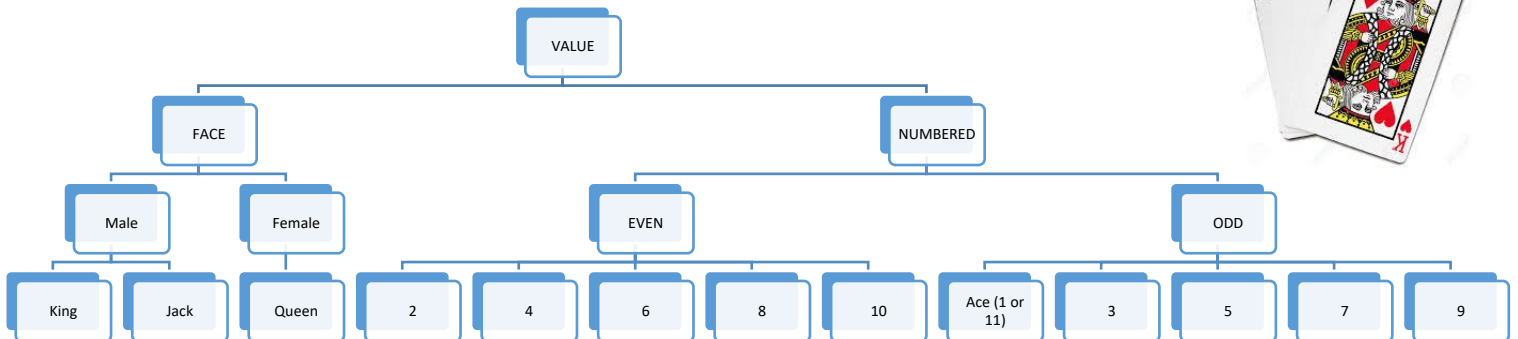 VALUE
FACE
NUMBERED
Male
Female
EVEN
ODD
King
Jack
Queen
2
4
6
8
10
Ace (1 or
11)
3
5
7
9
K